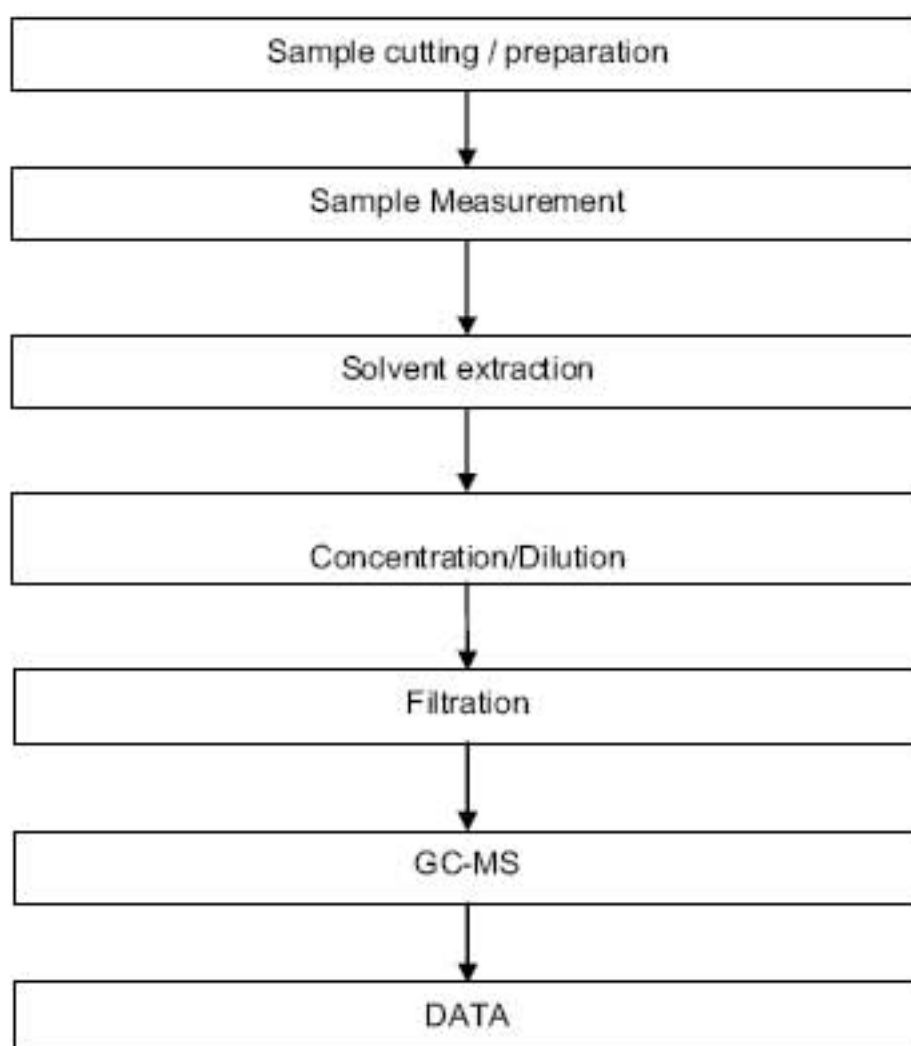 Sample cutting / preparation
Sample Measurement
Solvent extraction
Concentration/Dilution
Filtration
GC-MS
DATA